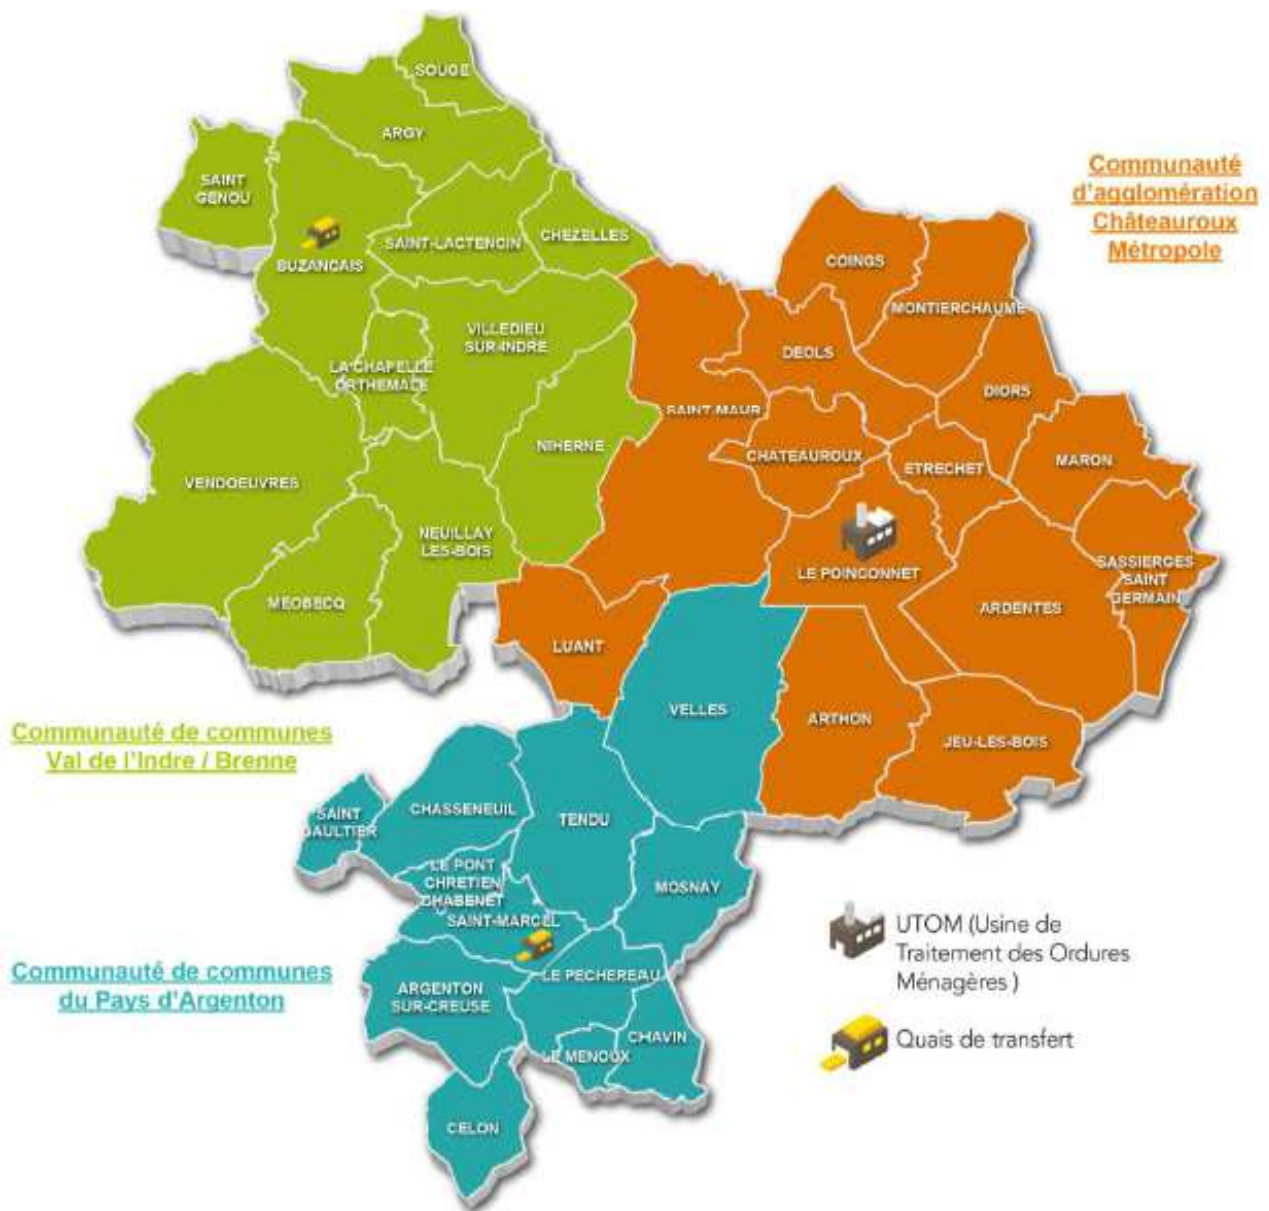 SOUGE
ARGY
SAINT
GENOU
BUZANCAIS
SAINT-LACTENCIN
CHEZELLES
VILLEDIEU
SUR-INDRE
LA CHAPELLE
ORTHEMALE
NIHERNE
VENDOEUVRES
NEUILLAY
LES-BOIS
MEOBECQ
Communauté
d'agglomération
Châteauroux
Métropole
COINGS
MONTIERCHAUME
DEOLS
DIORS
SAINT-MAUR
CHATEAUROUX
ETRECHET
MARON
LE POINCONNET
SASSIERGES
SAINT
GERMAIN
ARDENTES
LUANT
ARTHON
JEU-LES-BOIS
Communauté de communes
Val de l'Indre / Brenne
VELLES
CHASSENEUIL
SAINT
GAULTIER
TENDU
LE PONT
CHRETIEN
CHABENET
MOSNAY
SAINT-MARCEL
Communauté de communes
du Pays d'Argenton
ARGENTON
SUR-CREUSE
LE PECHEREAU
CHAVIN
LE MENOUX
CELON
UTOM (Usine de
Traitement des Ordures
Ménagères )
Quais de transfert